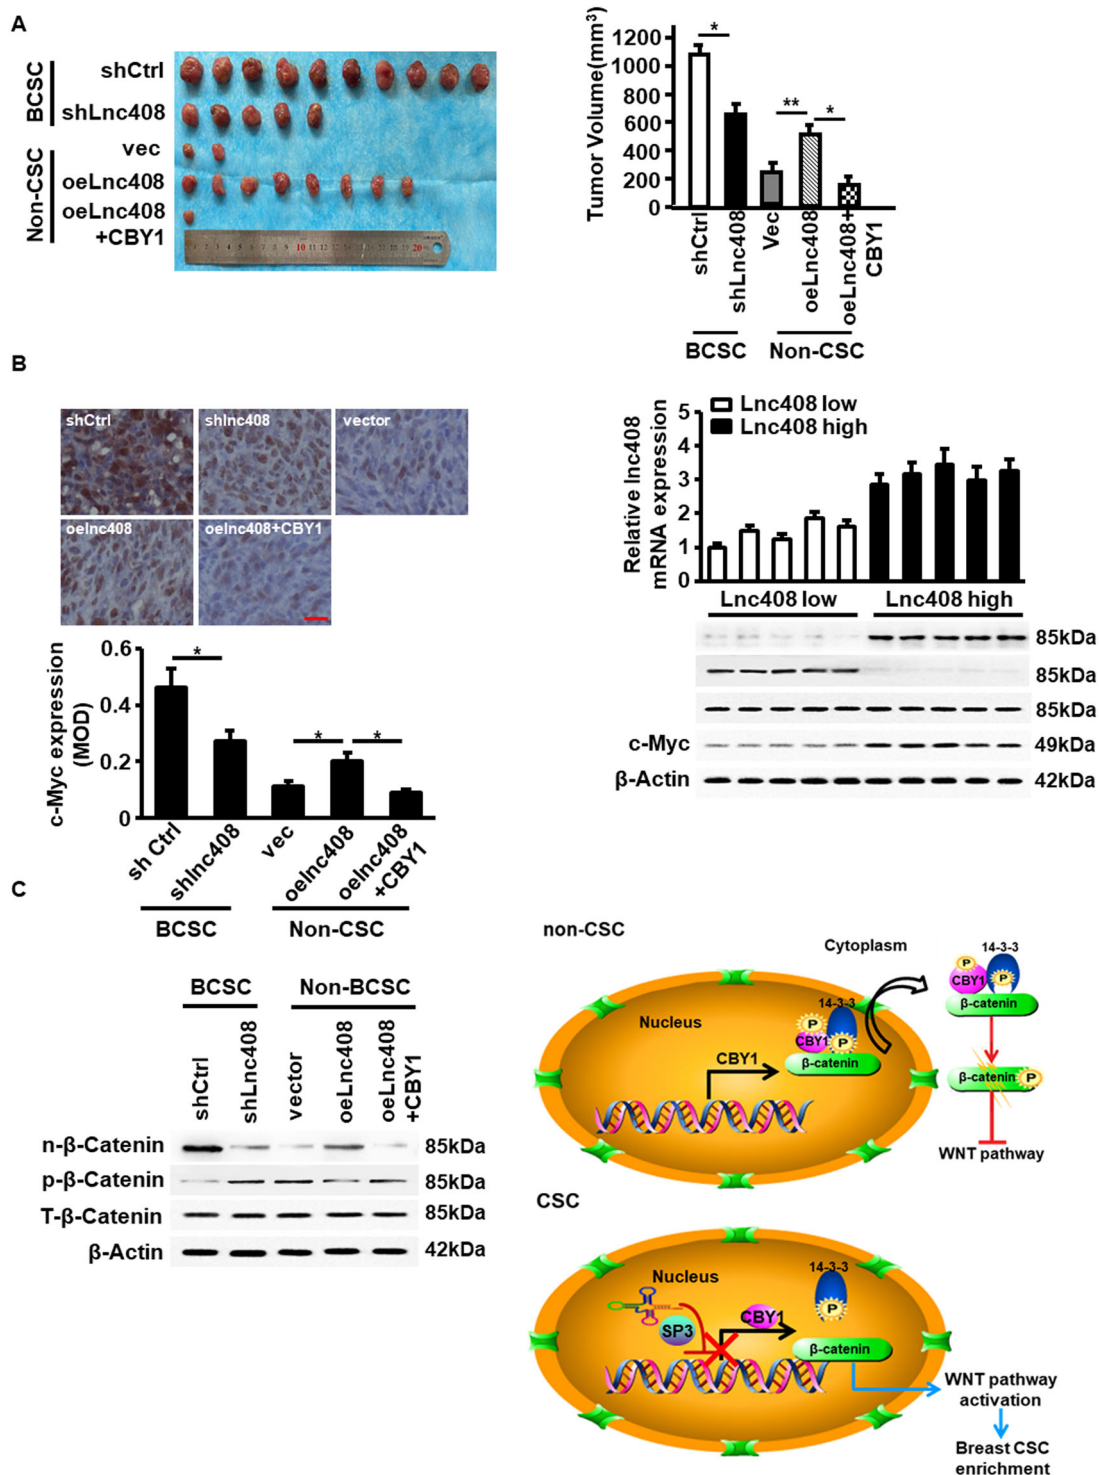 A
BCSC
Non-CSC
shCtrl
shLnc408
vec
oeLnc408
oeLnc408
+CBY1
10
20
Tumor Volume(mm³)
1200
1000
800
600
400
200
0
*
**
*
shCtrl
shLnc408
Vec
oeLnc408
oeLnc408+
CBY1
BCSC
Non-CSC
B
shCtrl
shlnc408
vector
oelnc408
oelnc408+CBY1
c-Myc expression
(MOD)
0.6
0.4
0.2
0
*
*
*
sh Ctrl
shlnc408
vec
oelnc408
oelnc408
+CBY1
BCSC
Non-CSC
Relative lnc408
mRNA expression
5
4
3
2
1
0
Lnc408 low
Lnc408 high
Lnc408 low
Lnc408 high
85kDa
85kDa
85kDa
c-Myc
49kDa
β-Actin
42kDa
C
BCSC
Non-BCSC
shCtrl
shLnc408
vector
oeLnc408
oeLnc408
+CBY1
n-β-Catenin
85kDa
p-β-Catenin
85kDa
T-β-Catenin
85kDa
β-Actin
42kDa
non-CSC
Cytoplasm
Nucleus
CBY1
14-3-3
P
CBY1
P
β-catenin
14-3-3
P
CBY1
P
β-catenin
β-catenin
P
WNT pathway
CSC
Nucleus
SP3
CBY1
14-3-3
P
β-catenin
WNT pathway
activation
Breast CSC
enrichment